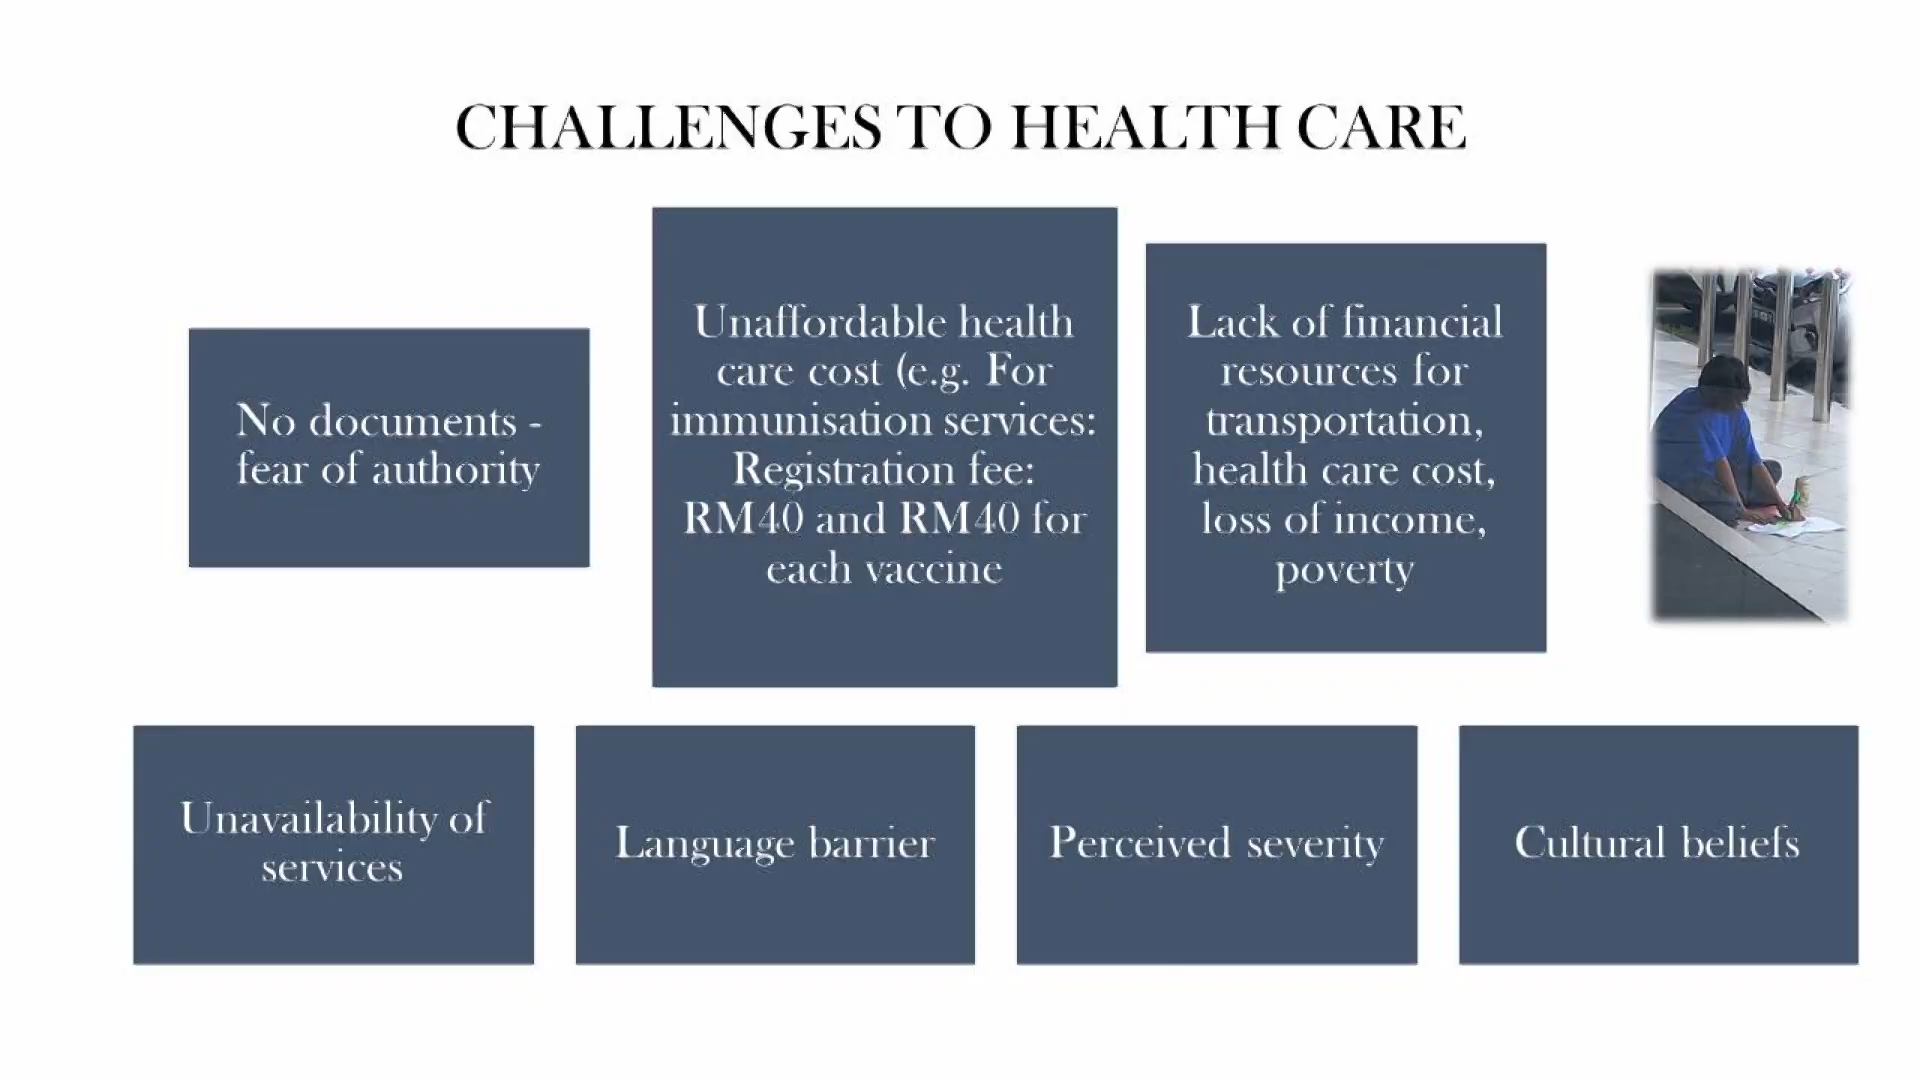 CHALLENGES TO HEALTH CARE
No documents -
fear of authority
Unaffordable health
care cost (e.g. For
immunisation services:
Registration fee:
RM40 and RM40 for
each vaccine
Lack of financial
resources for
transportation,
health care cost,
loss of income,
poverty
Unavailability of
services
Language barrier
Perceived severity
Cultural beliefs